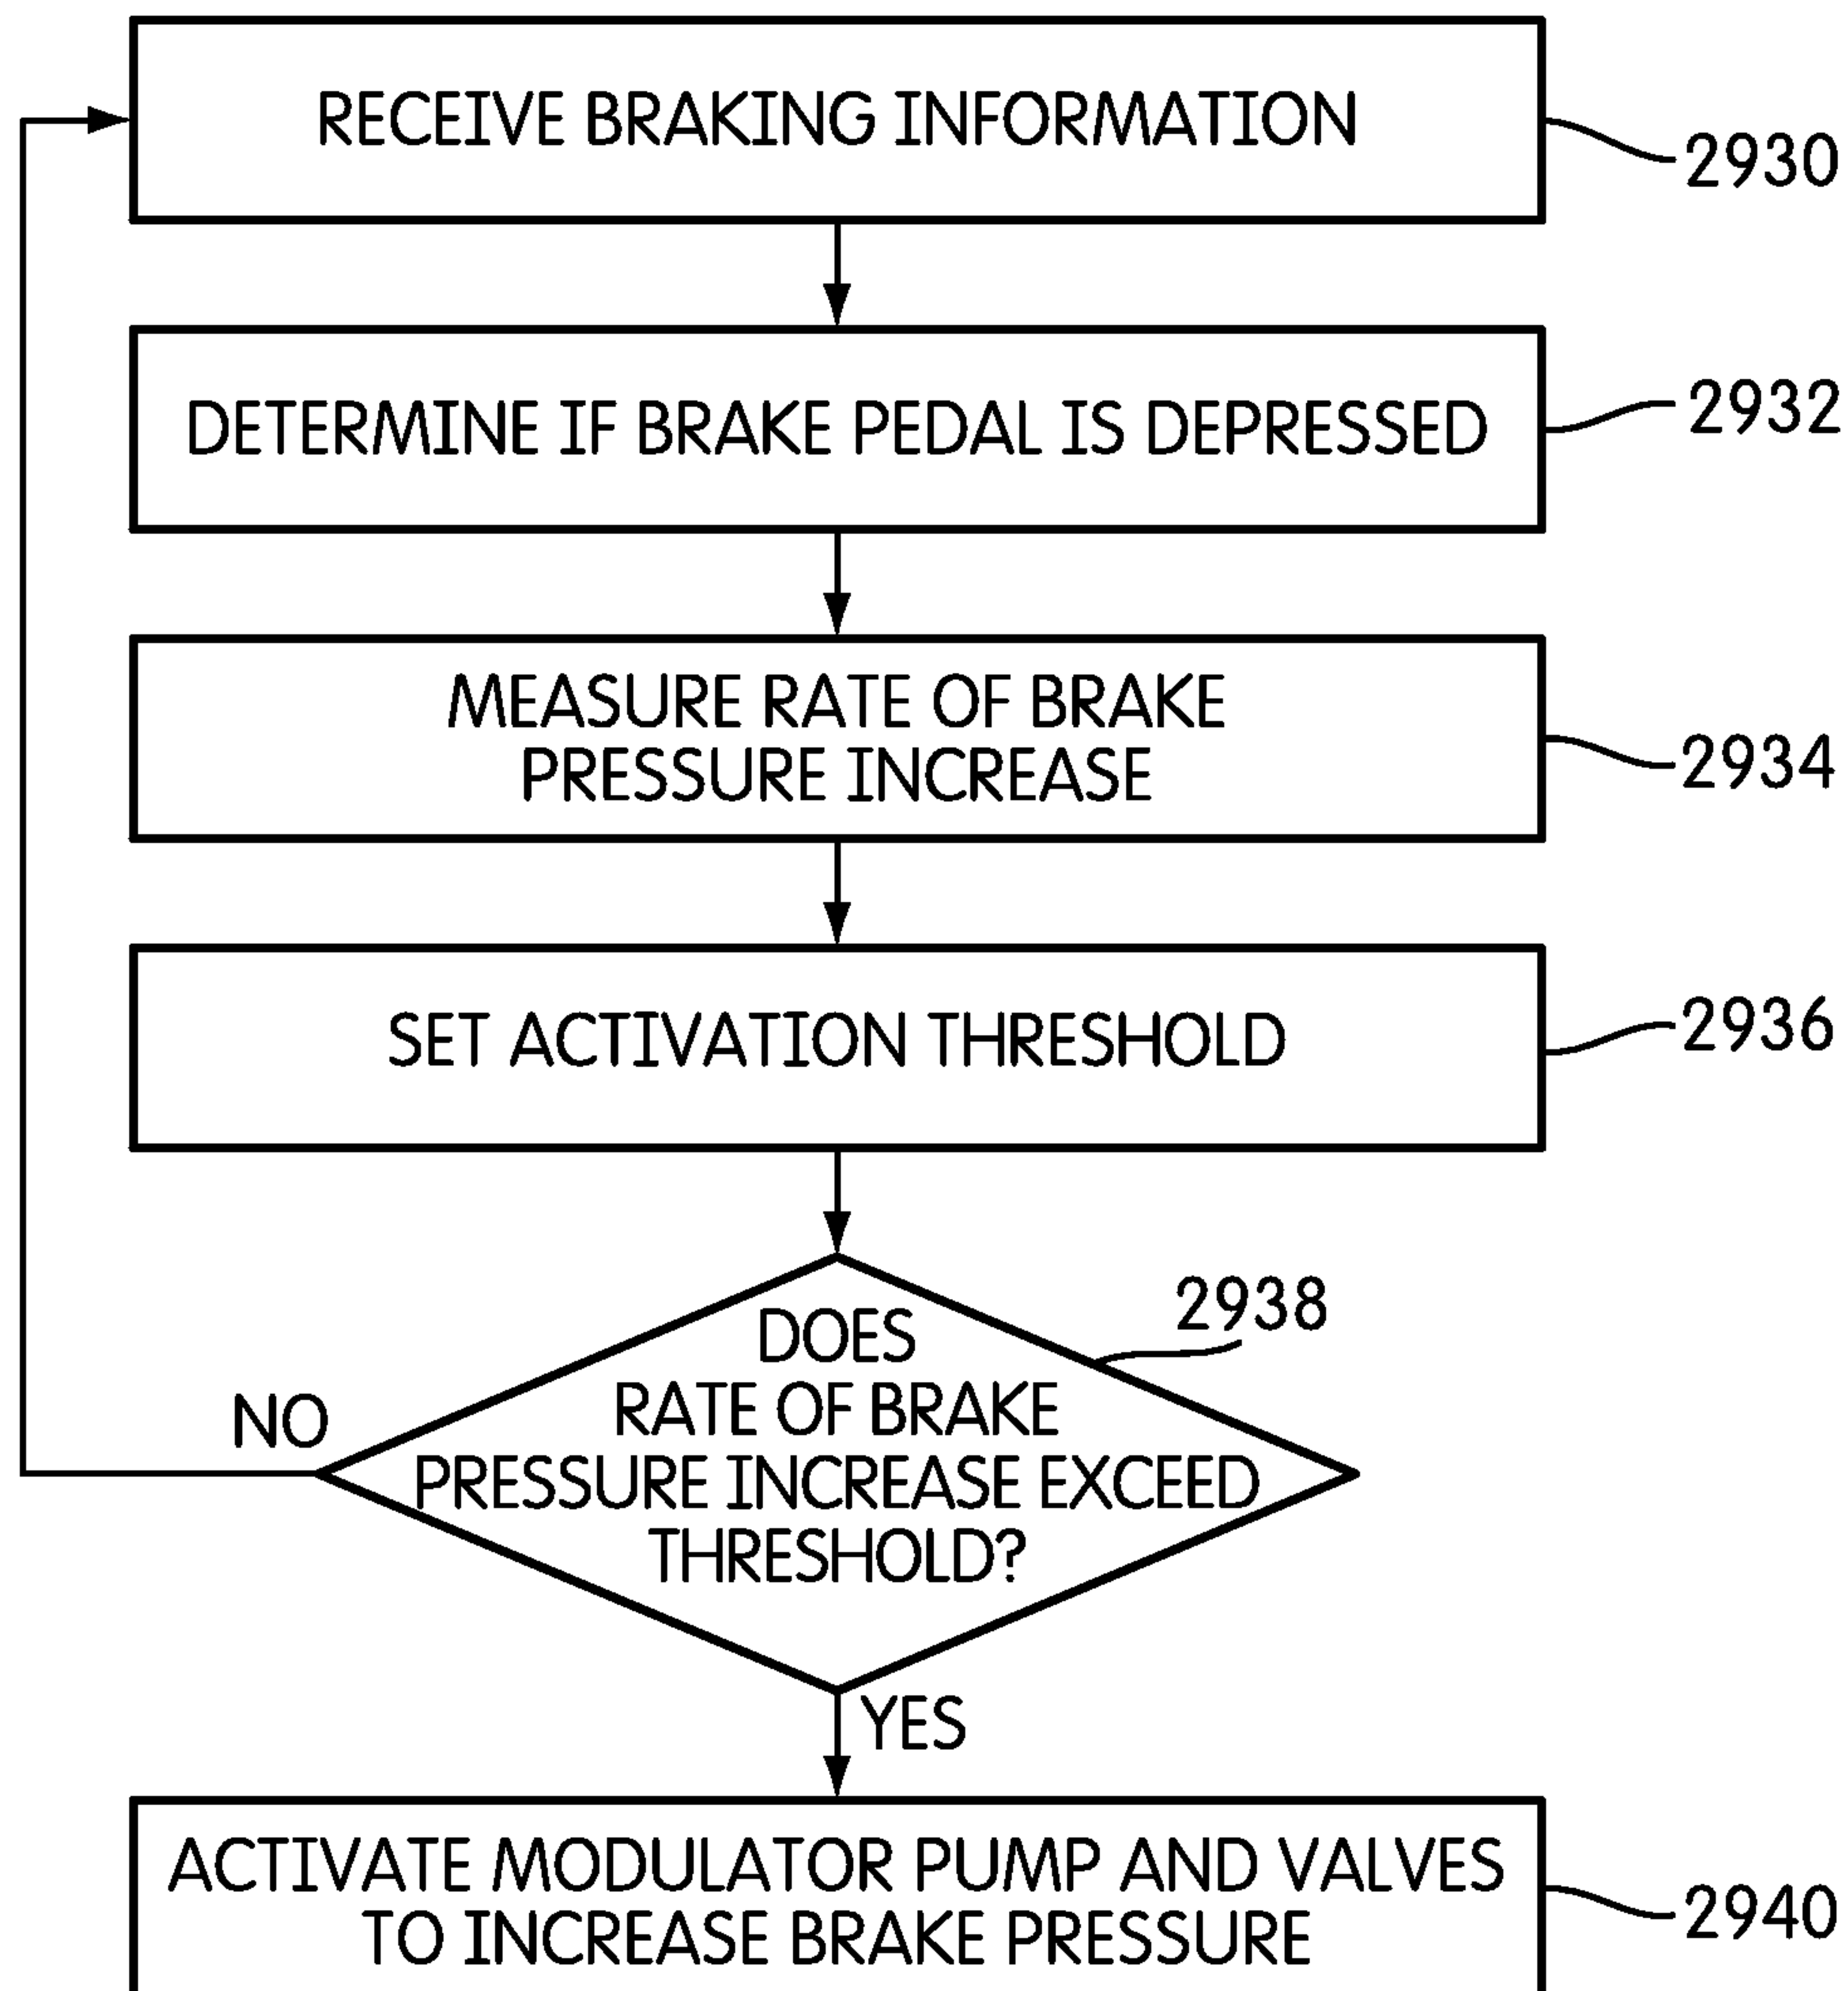 RECEIVE BRAKING INFORMATION
2930
DETERMINE IF BRAKE PEDAL IS DEPRESSED
2932
MEASURE RATE OF BRAKE
PRESSURE INCREASE
2934
SET ACTIVATION THRESHOLD
2936
2938
DOES
RATE OF BRAKE
PRESSURE INCREASE EXCEED
THRESHOLD?
NO
YES
ACTIVATE MODULATOR PUMP AND VALVES
TO INCREASE BRAKE PRESSURE
2940